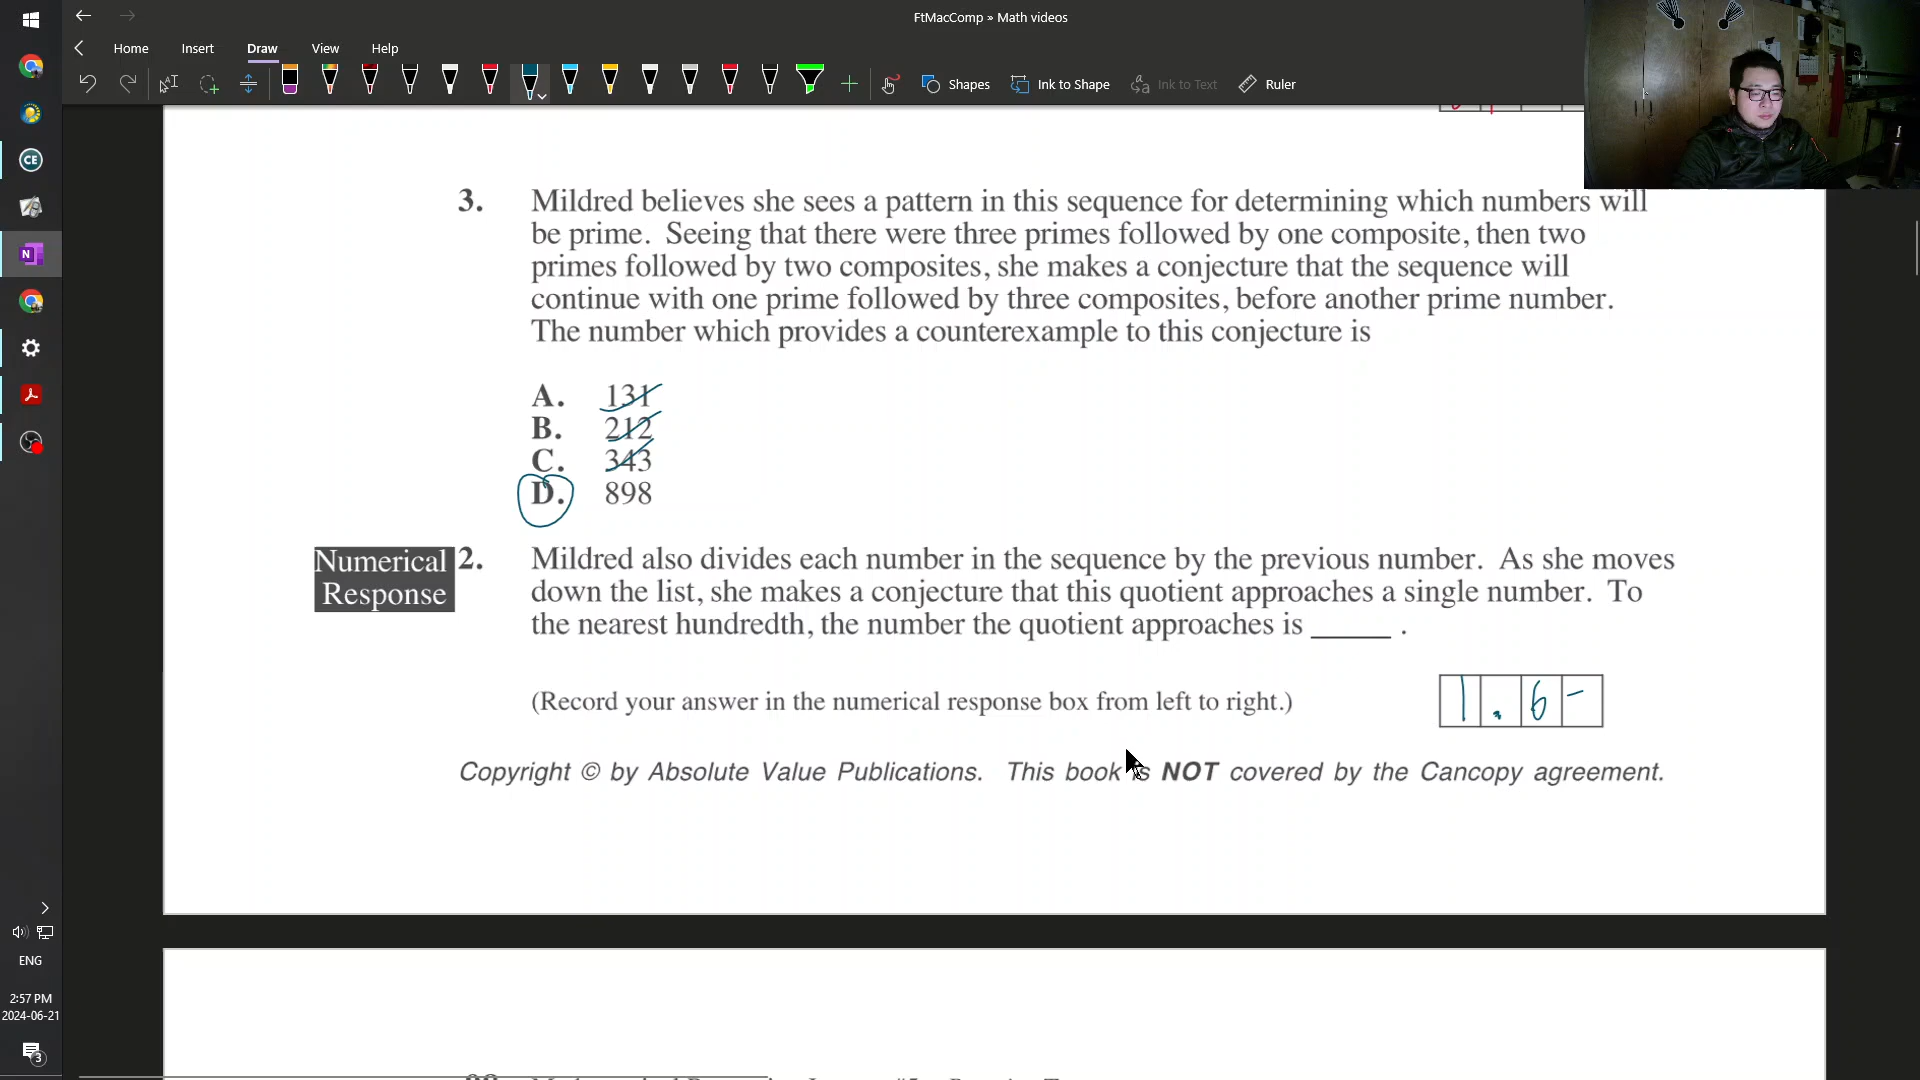 FtMacComp » Math videos
Home Insert Draw View Help
Shapes Ink to Shape Ink to Text Ruler
3. Mildred believes she sees a pattern in this sequence for determining which numbers will
be prime. Seeing that there were three primes followed by one composite, then two
primes followed by two composites, she makes a conjecture that the sequence will
continue with one prime followed by three composites, before another prime number.
The number which provides a counterexample to this conjecture is
A. 131
B. 212
C. 343
D. 898
Numerical Response
2. Mildred also divides each number in the sequence by the previous number. As she moves
down the list, she makes a conjecture that this quotient approaches a single number. To
the nearest hundredth, the number the quotient approaches is _____ .
(Record your answer in the numerical response box from left to right.)
1 . 6
Copyright © by Absolute Value Publications. This book is NOT covered by the Cancopy agreement.
CE
N
ENG
2:57 PM
2024-06-21
3